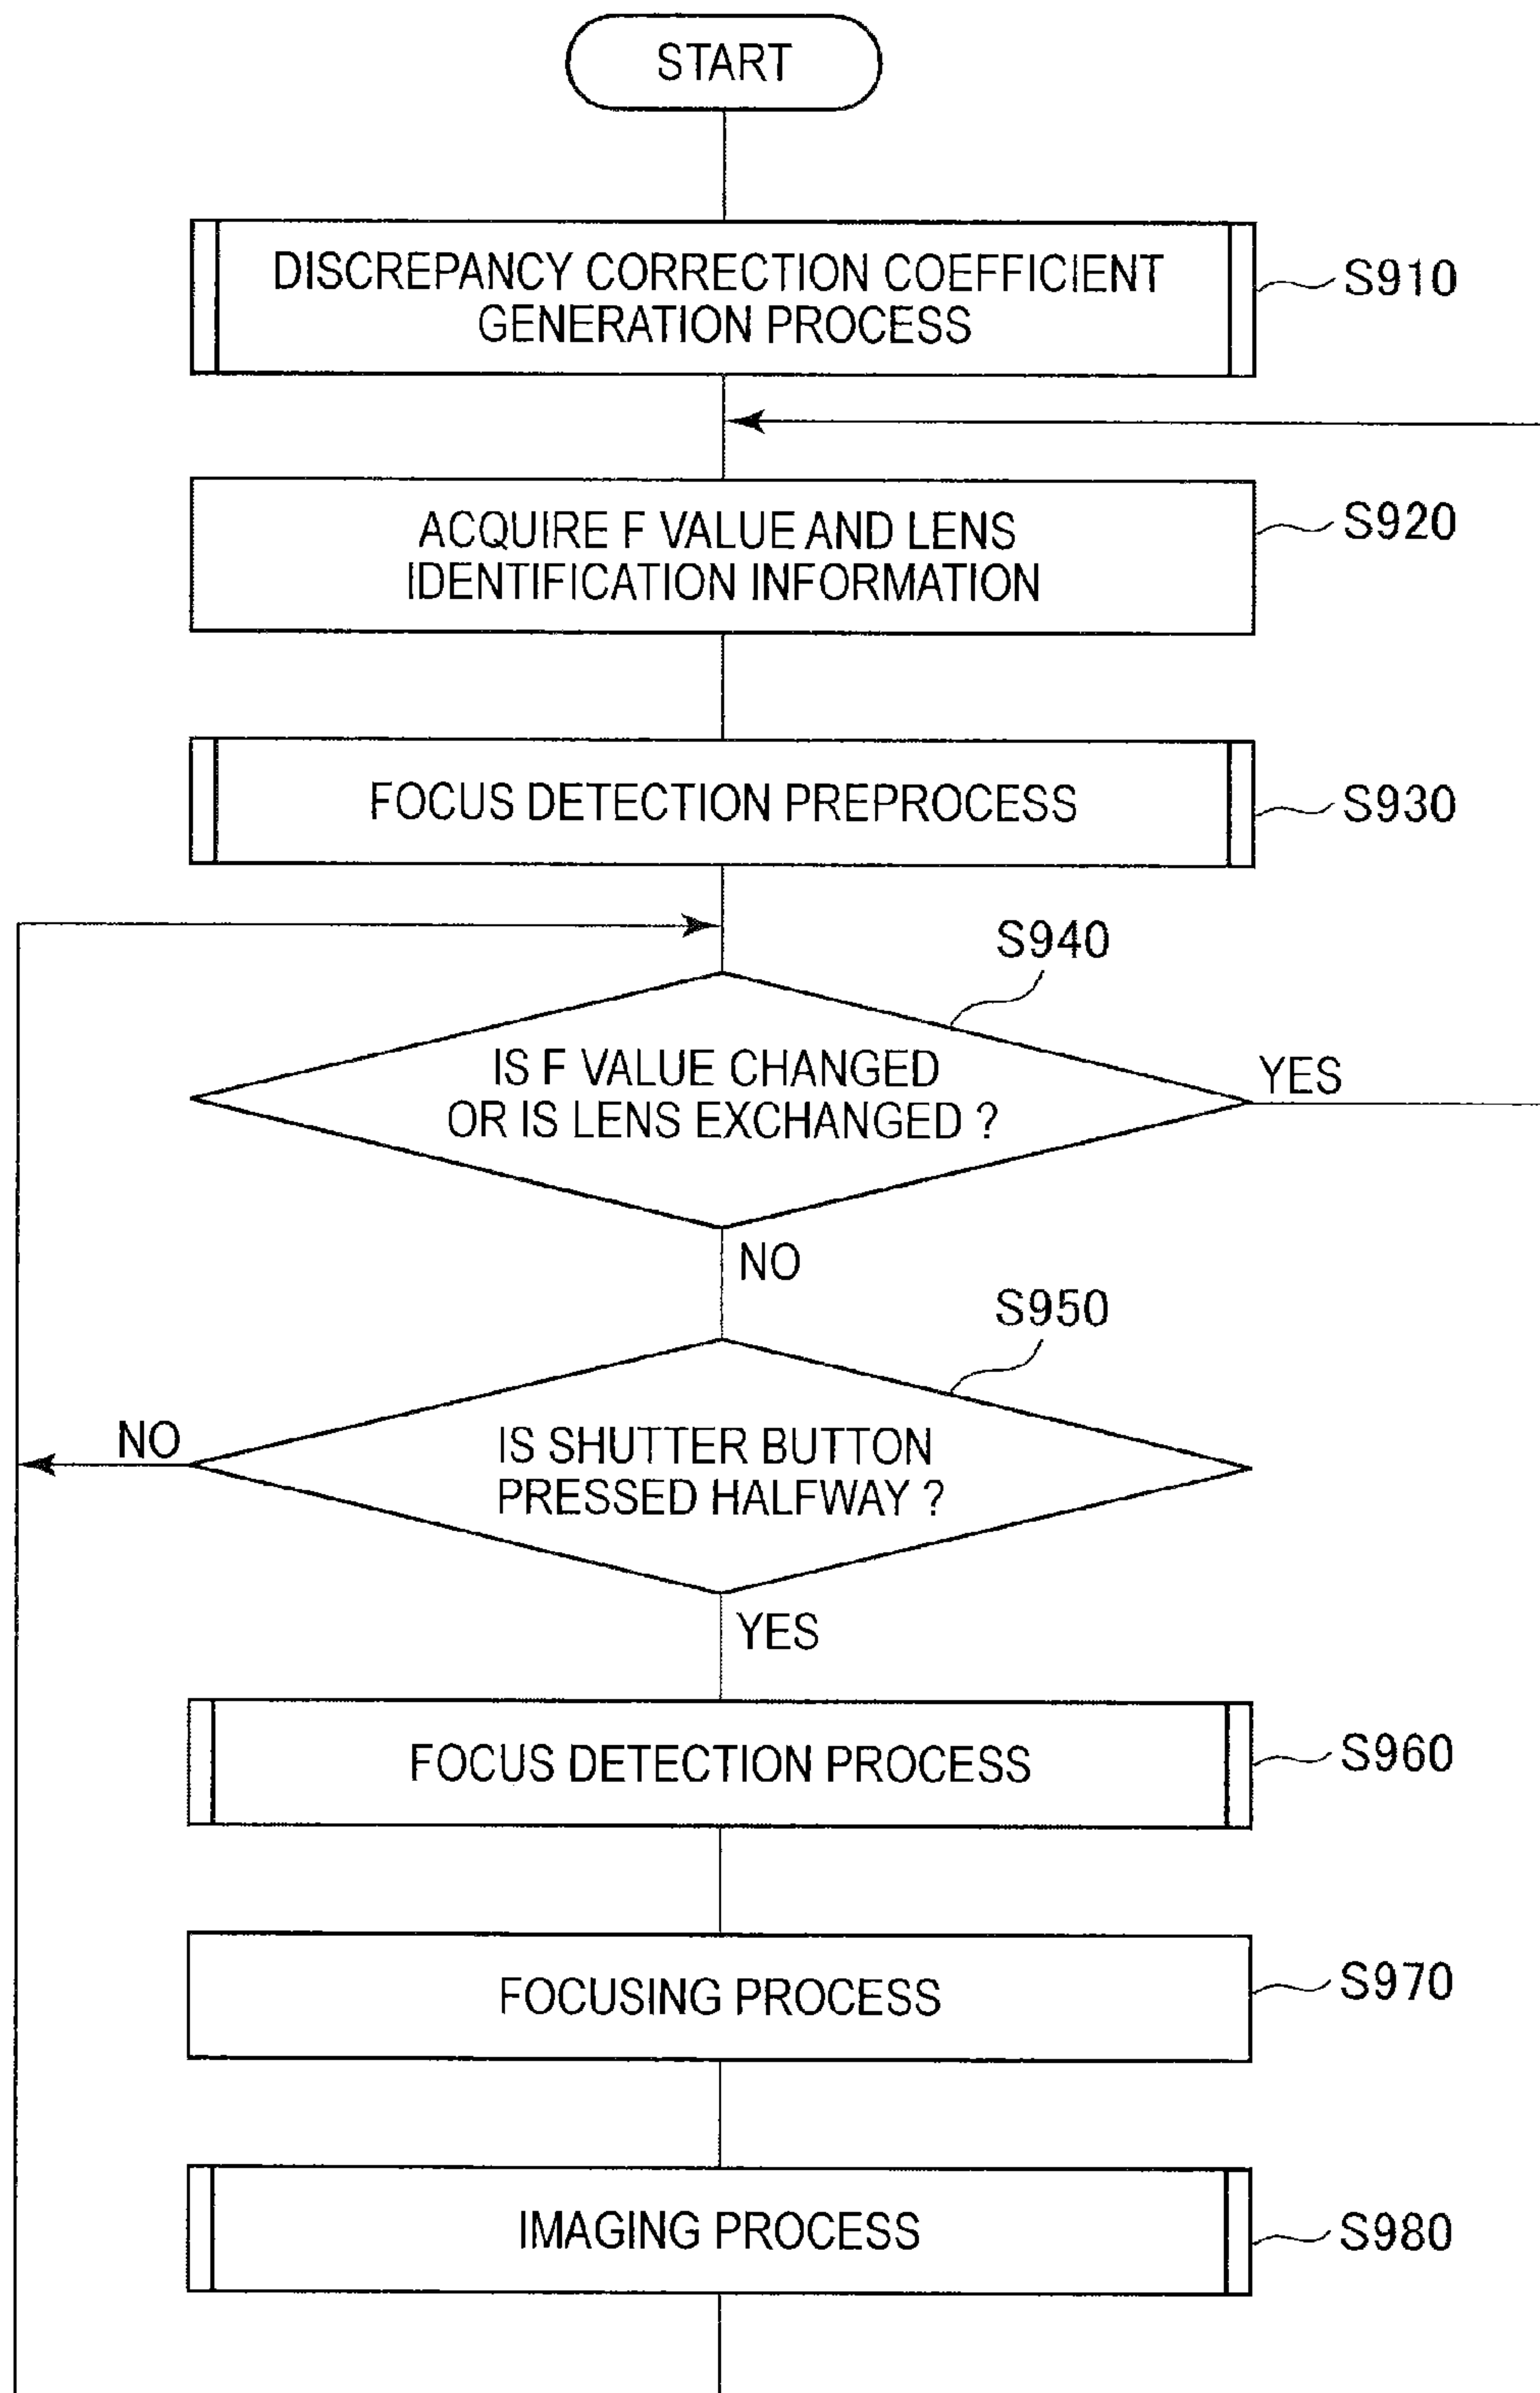 START
DISCREPANCY CORRECTION COEFFICIENT
GENERATION PROCESS
S910
ACQUIRE F VALUE AND LENS
IDENTIFICATION INFORMATION
S920
FOCUS DETECTION PREPROCESS
S930
S940
IS F VALUE CHANGED
OR IS LENS EXCHANGED ?
YES
NO
S950
IS SHUTTER BUTTON
PRESSED HALFWAY ?
NO
YES
FOCUS DETECTION PROCESS
S960
FOCUSING PROCESS
S970
IMAGING PROCESS
S980